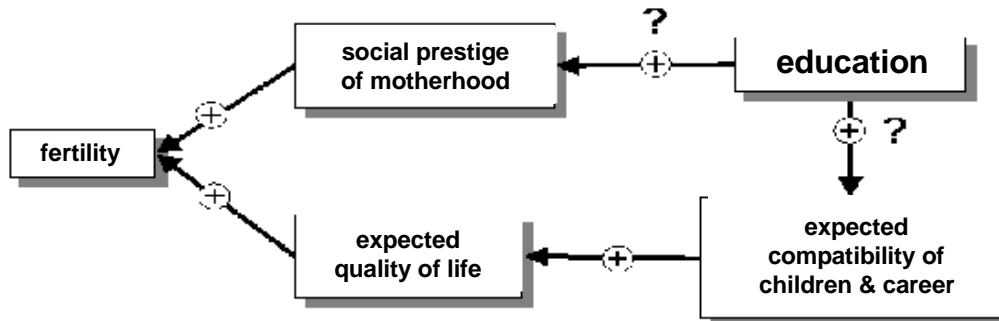 ?
social prestige
of motherhood
+
education
+
fertility
+
?
+
expected
quality of life
+
expected
compatibility of
children & career